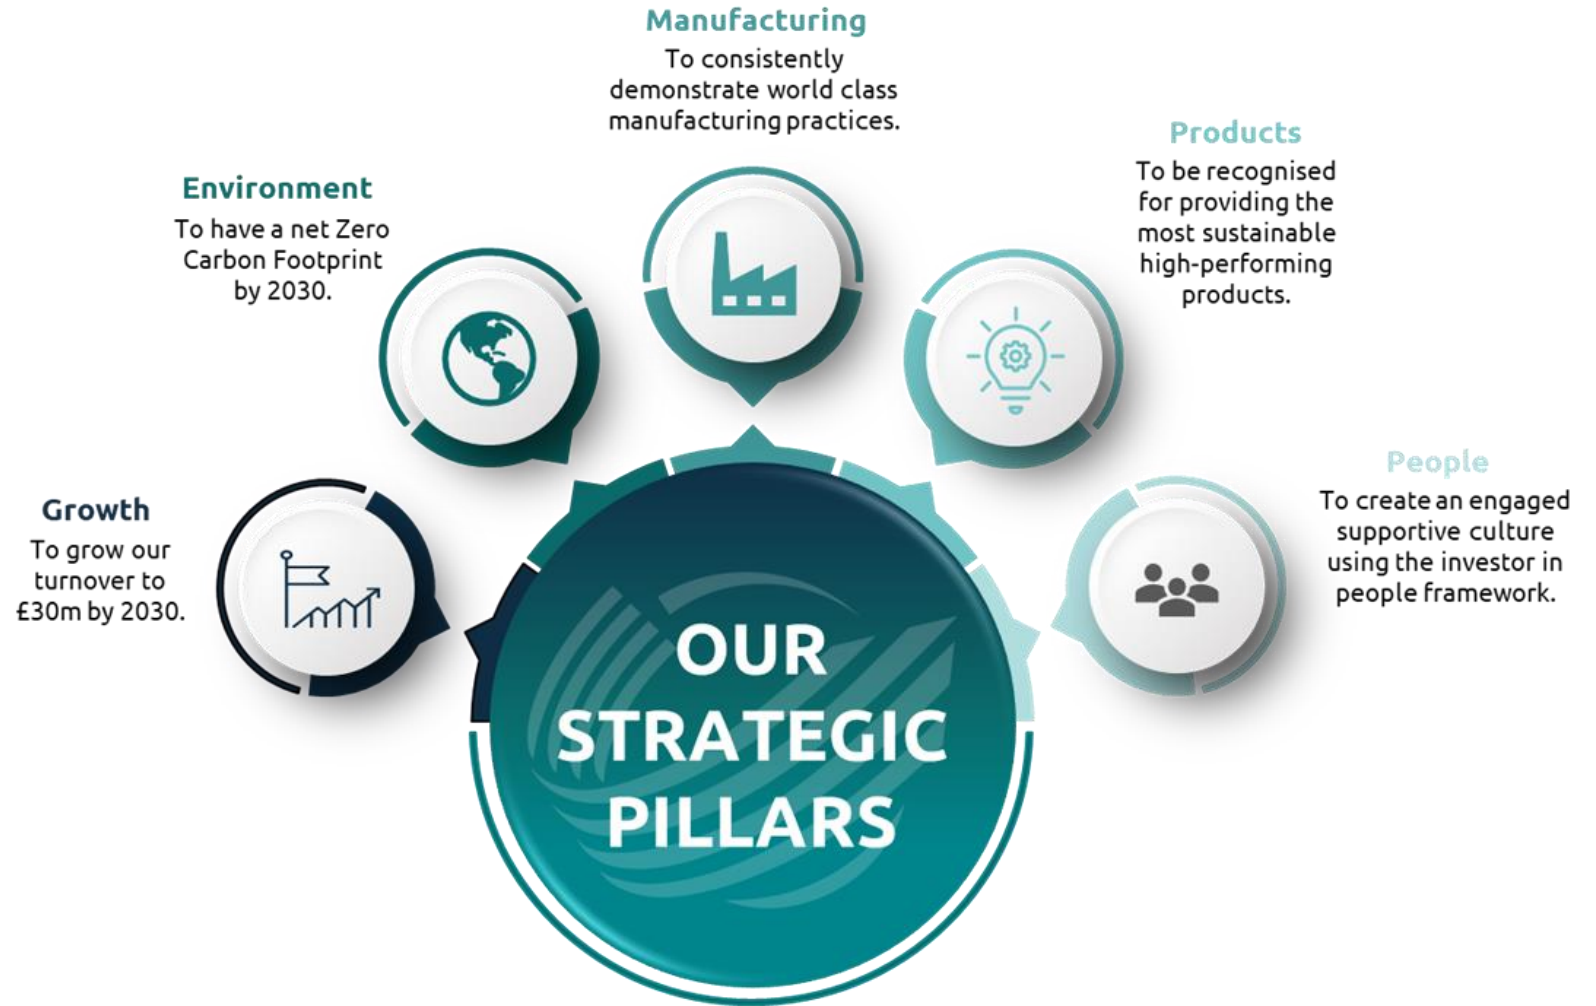 Manufacturing
To consistently
demonstrate world class
manufacturing practices.
Products
To be recognised
for providing the
most sustainable
high-performing
products.
Environment
To have a net Zero
Carbon Footprint
by 2030.
People
To create an engaged
supportive culture
using the investor in
people framework.
Growth
To grow our
turnover to
£30m by 2030.
OUR
STRATEGIC
PILLARS